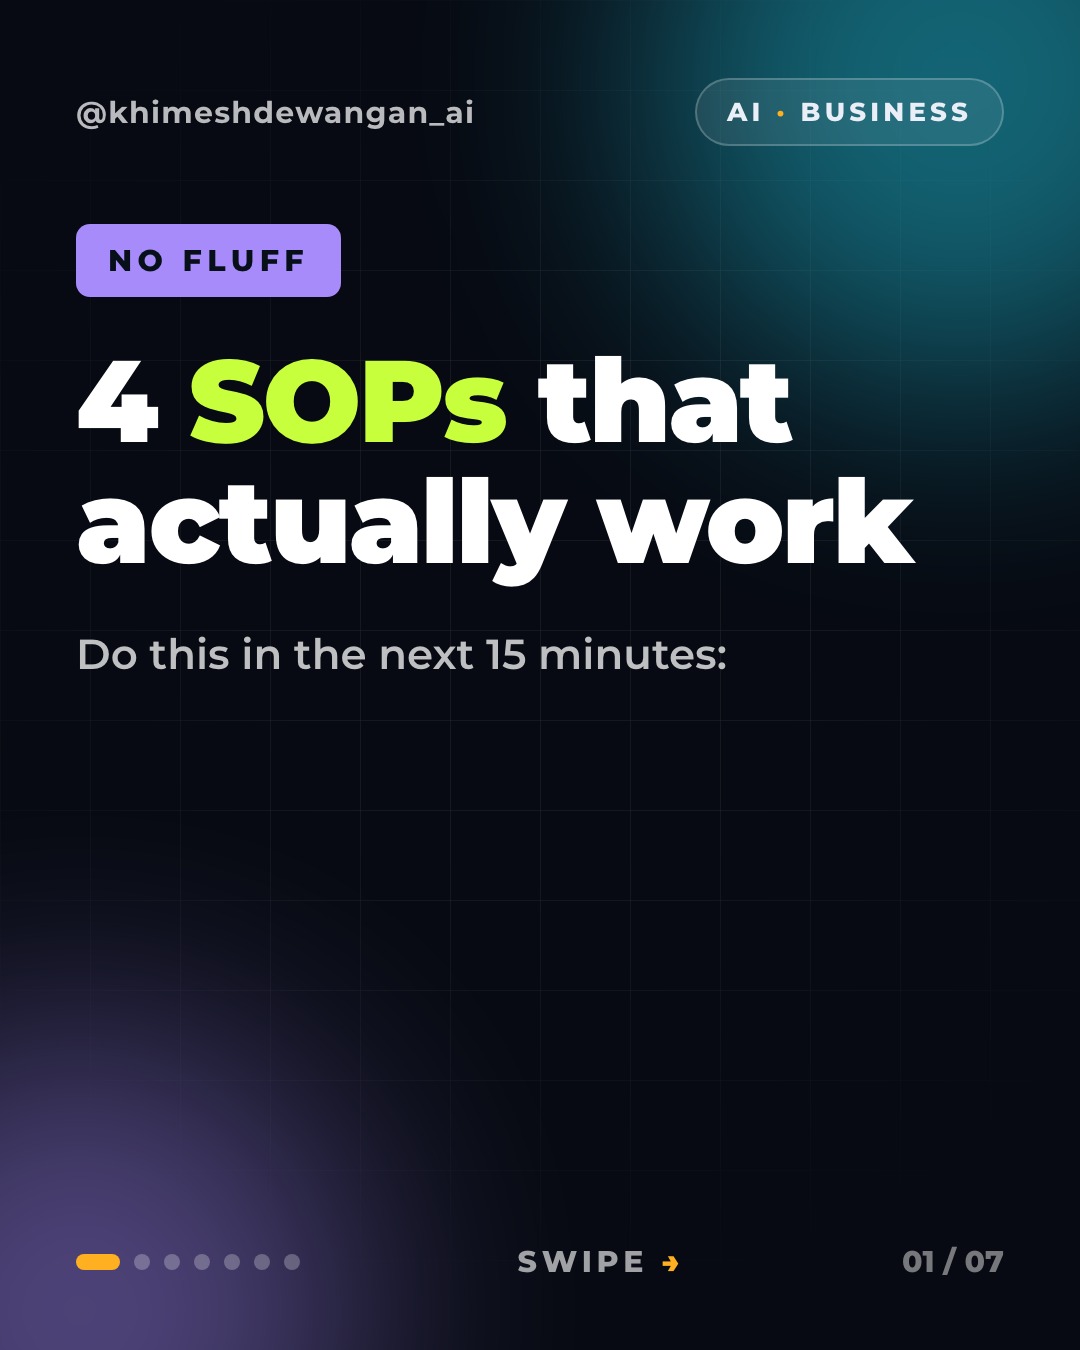 @khimeshdewangan_ai
AI • BUSINESS
NO FLUFF
4 SOPs that
actually work
Do this in the next 15 minutes:
SWIPE →
01 / 07